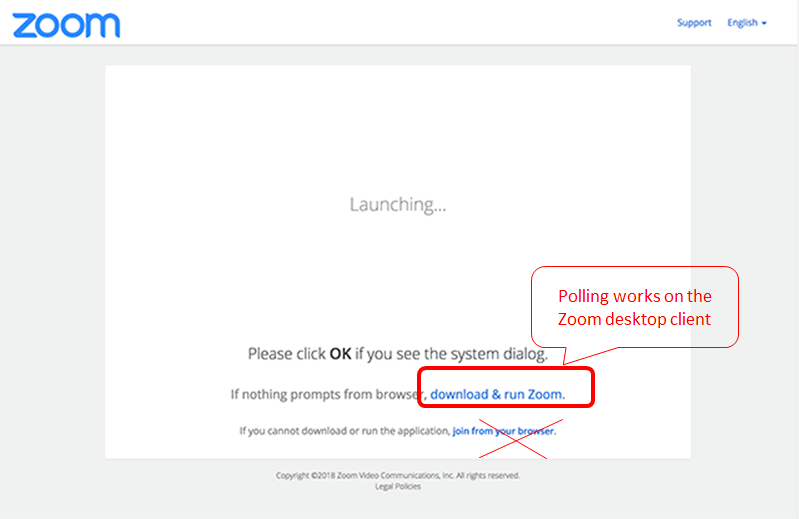 zoom
Support English
Launching...
Polling works on the
Zoom desktop client
Please click OK if you see the system dialog.
If nothing prompts from browser, download & run Zoom.
If you cannot download or run the application, join from your browser.
Copyright ©2018 Zoom Video Communications, Inc. All rights reserved.
Legal Policies